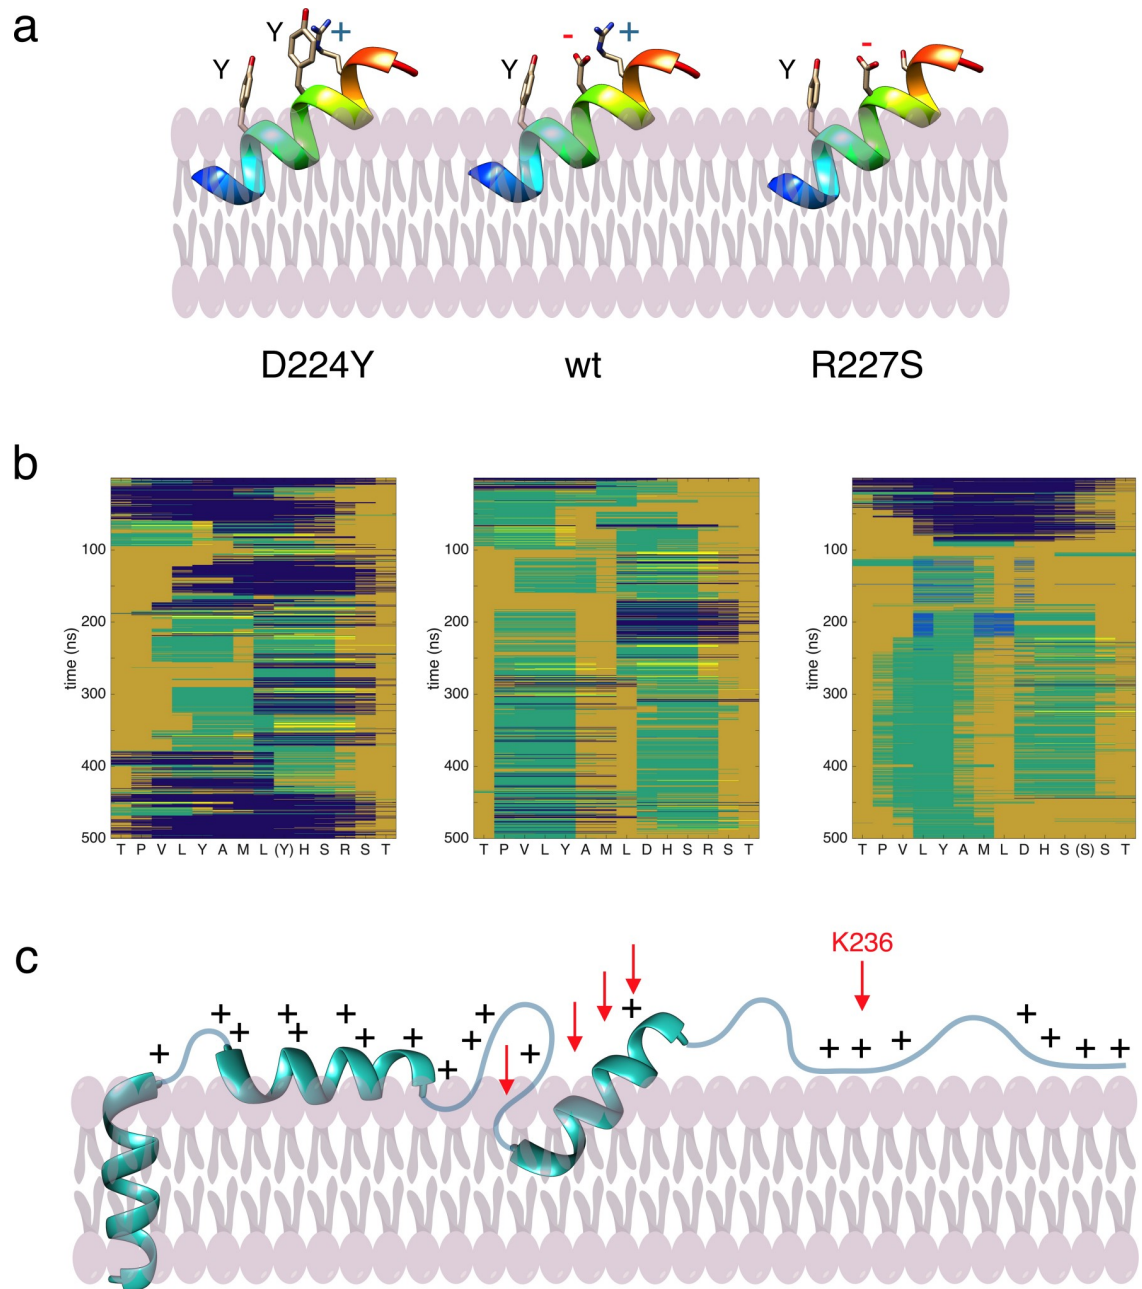 a
Y Y +
Y - +
Y -
D224Y wt R227S
b
time (ns)
100
200
300
400
500
T P V L Y A M L (Y) H S R S T
time (ns)
100
200
300
400
500
T P V L Y A M L D H S R S T
time (ns)
100
200
300
400
500
T P V L Y A M L D H S (S) S T
c
K236
+ + + + + + + + + + + + + + + + + + + +